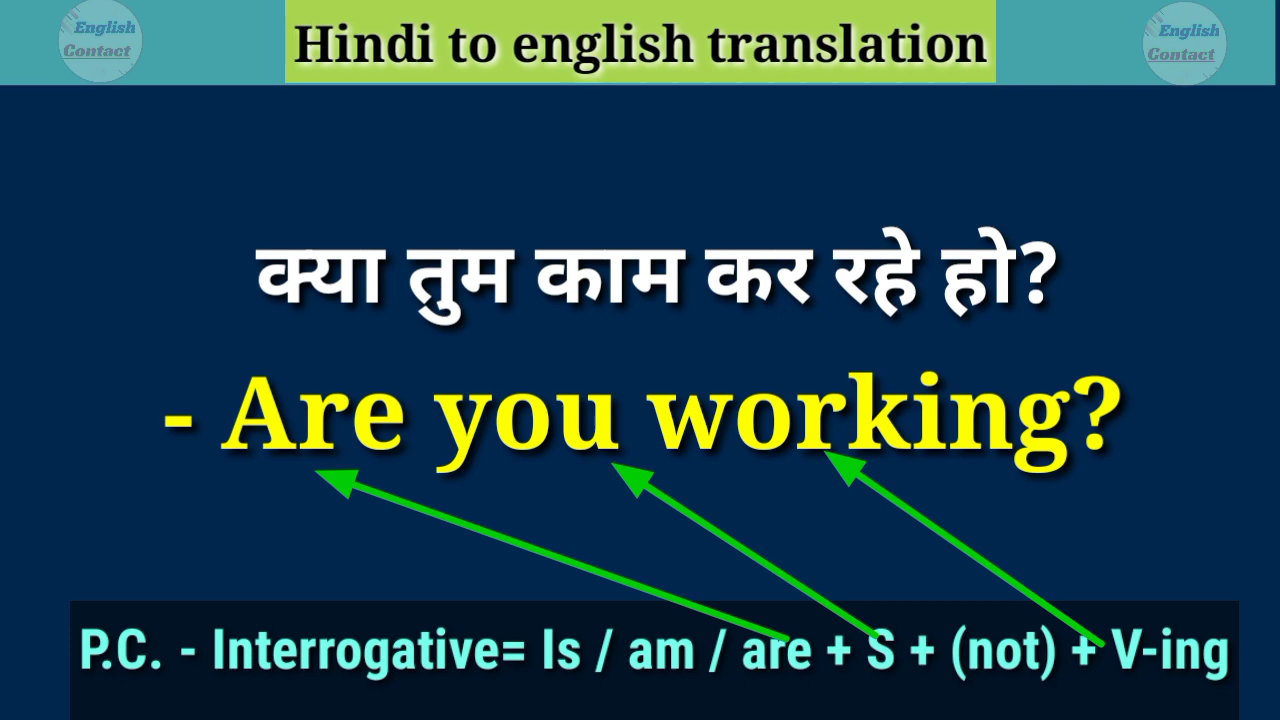 English
Contact
Hindi to english translation
English
Contact
क्या तुम काम कर रहे हो?
- Are you working?
P.C. - Interrogative= Is / am / are + S + (not) + V-ing